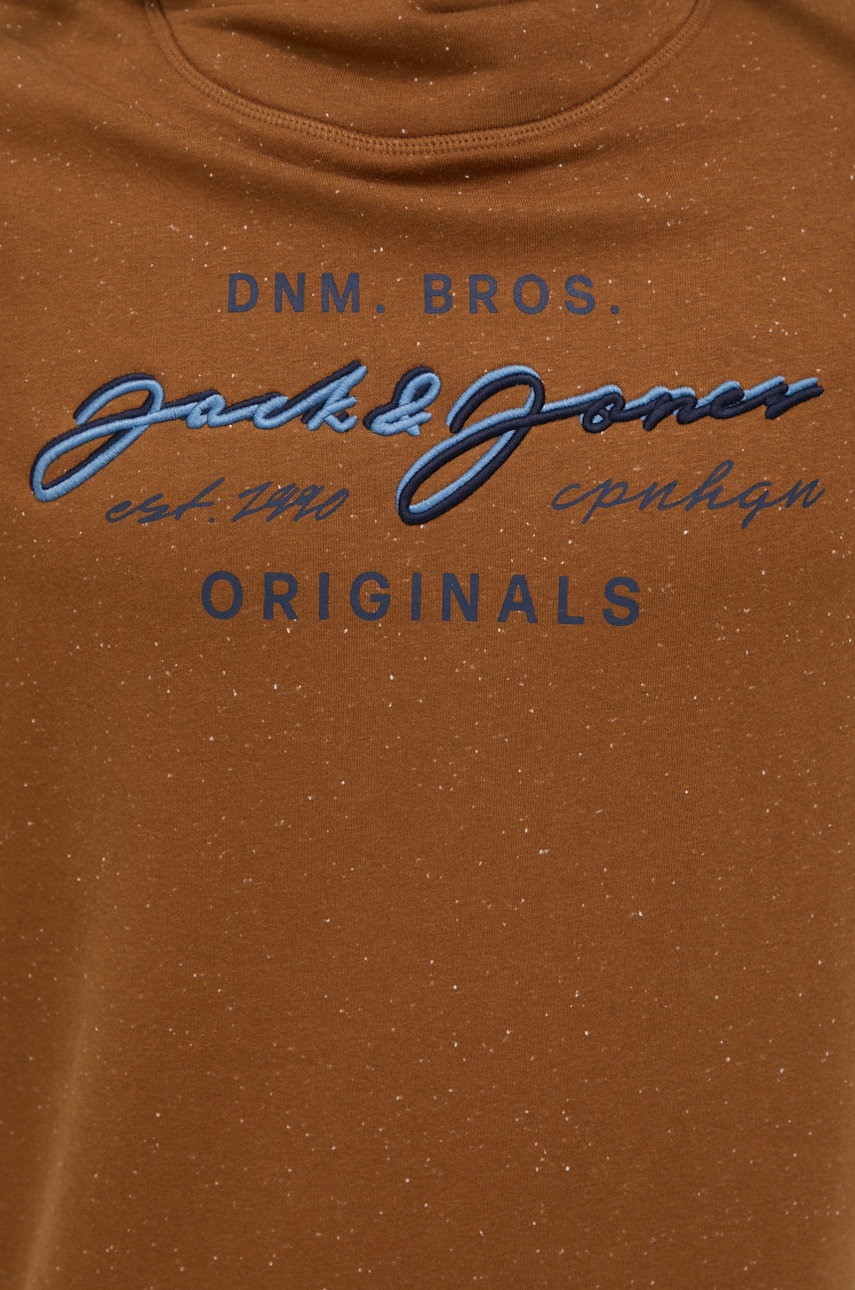 DNM. BROS.
Jack & Jones
est. 1990 cpnhgn
ORIGINALS